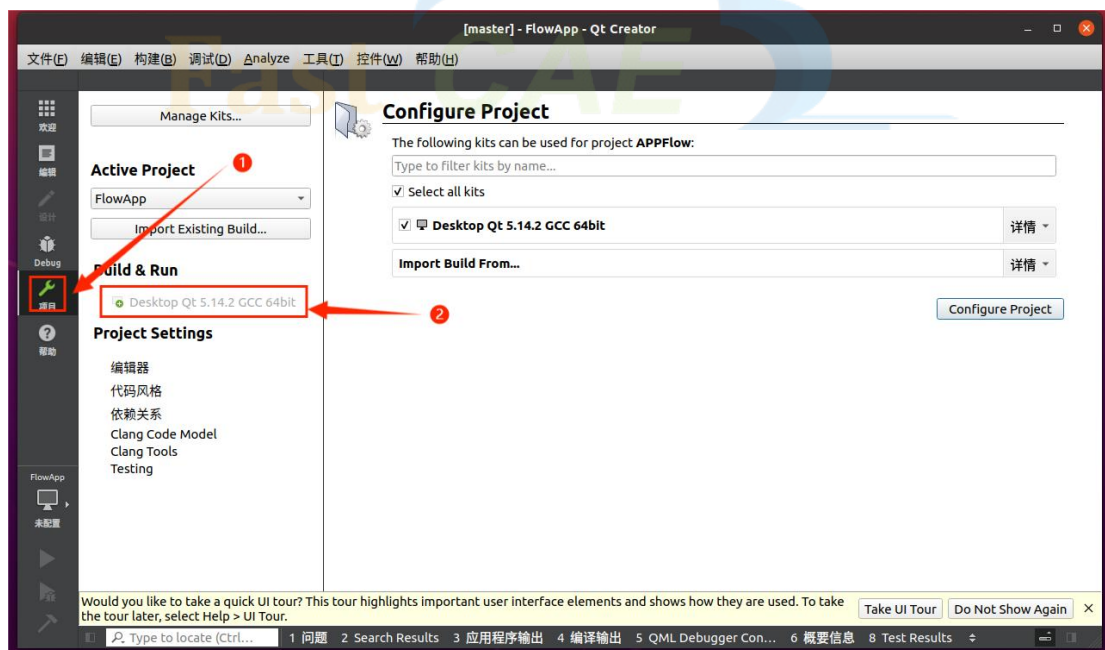 [master] - FlowApp - Qt Creator
文件(F) 编辑(E) 构建(B) 调试(D) Analyze 工具(T) 控件(W) 帮助(H)
Fast CAE
欢迎
编辑
设计
Debug
项目
帮助
FlowApp
未配置
Manage Kits...
1
Active Project
FlowApp
Import Existing Build...
Build & Run
Desktop Qt 5.14.2 GCC 64bit
2
Project Settings
编辑器
代码风格
依赖关系
Clang Code Model
Clang Tools
Testing
Configure Project
The following kits can be used for project APPFlow:
Type to filter kits by name...
Select all kits
Desktop Qt 5.14.2 GCC 64bit 详情
Import Build From... 详情
Configure Project
Would you like to take a quick UI tour? This tour highlights important user interface elements and shows how they are used. To take
the tour later, select Help > UI Tour.
Take UI Tour Do Not Show Again
Type to locate (Ctrl... 1 问题 2 Search Results 3 应用程序输出 4 编译输出 5 QML Debugger Con... 6 概要信息 8 Test Results